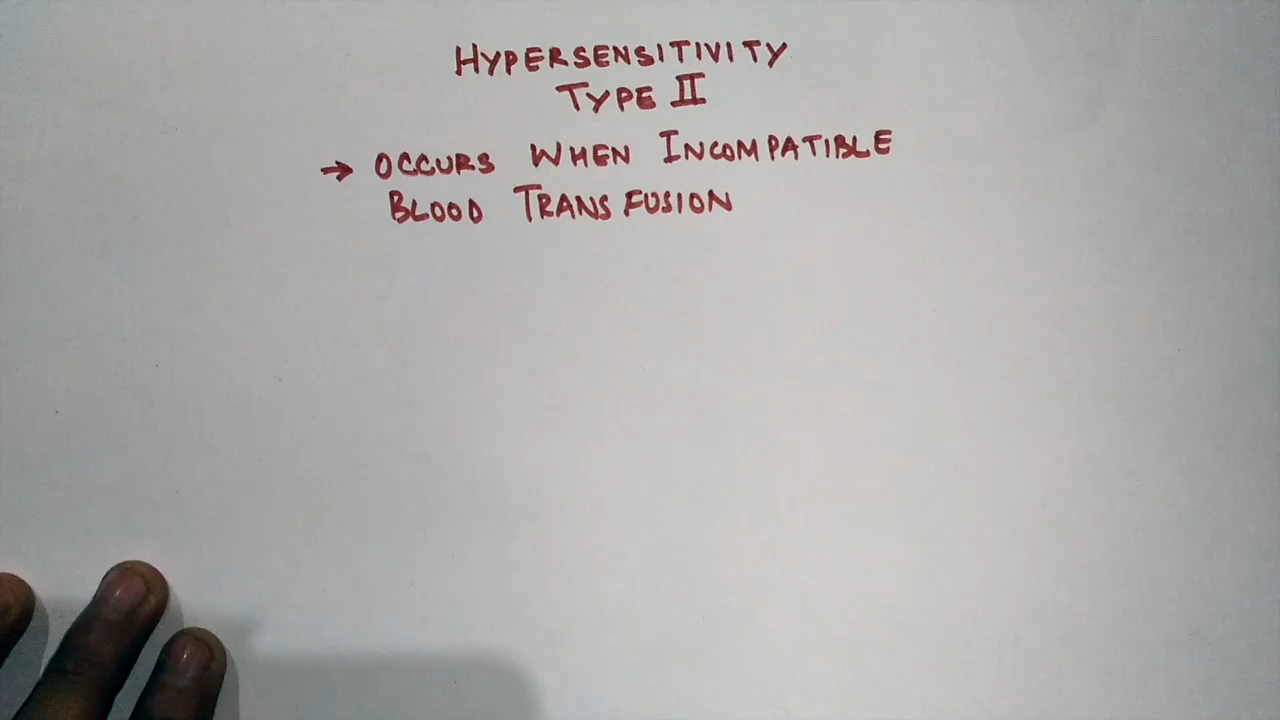 HYPERSENSITIVITY
TYPE II
→ OCCURS WHEN INCOMPATIBLE
BLOOD TRANSFUSION